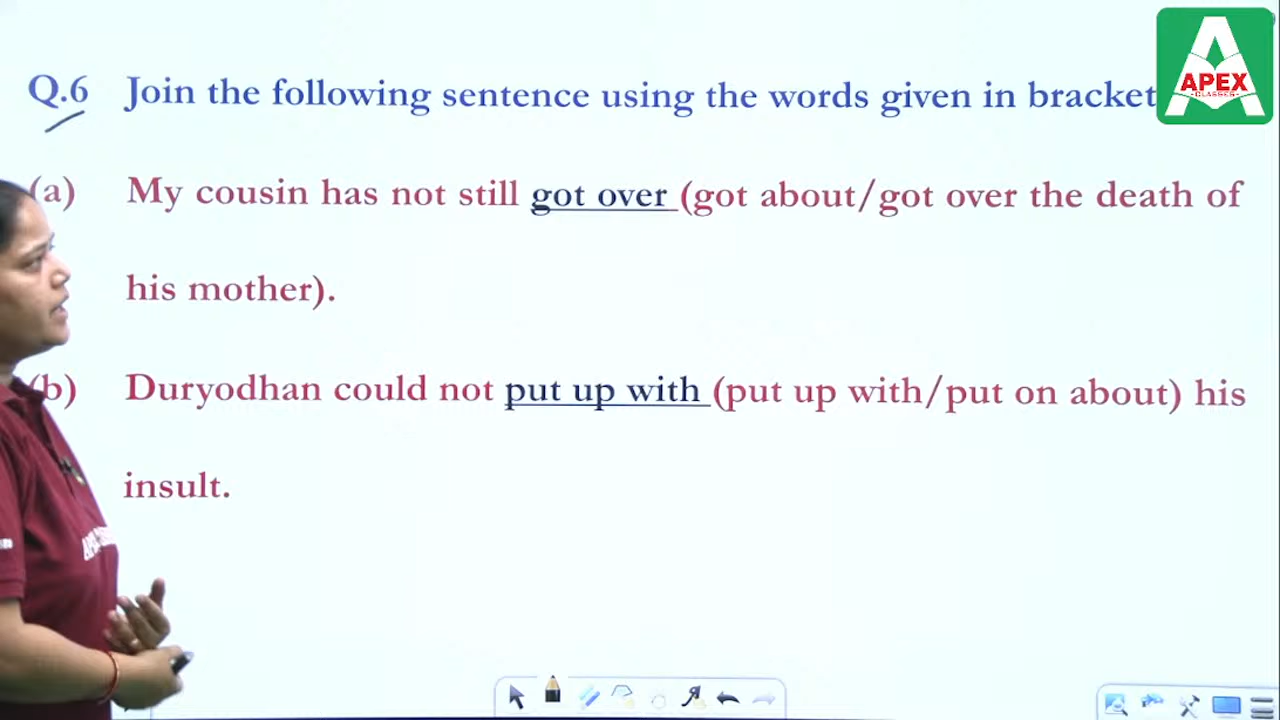 Q.6 Join the following sentence using the words given in bracket
APEX
CLASSES
(a) My cousin has not still got over (got about/got over the death of
his mother).
(b) Duryodhan could not put up with (put up with/put on about) his
insult.